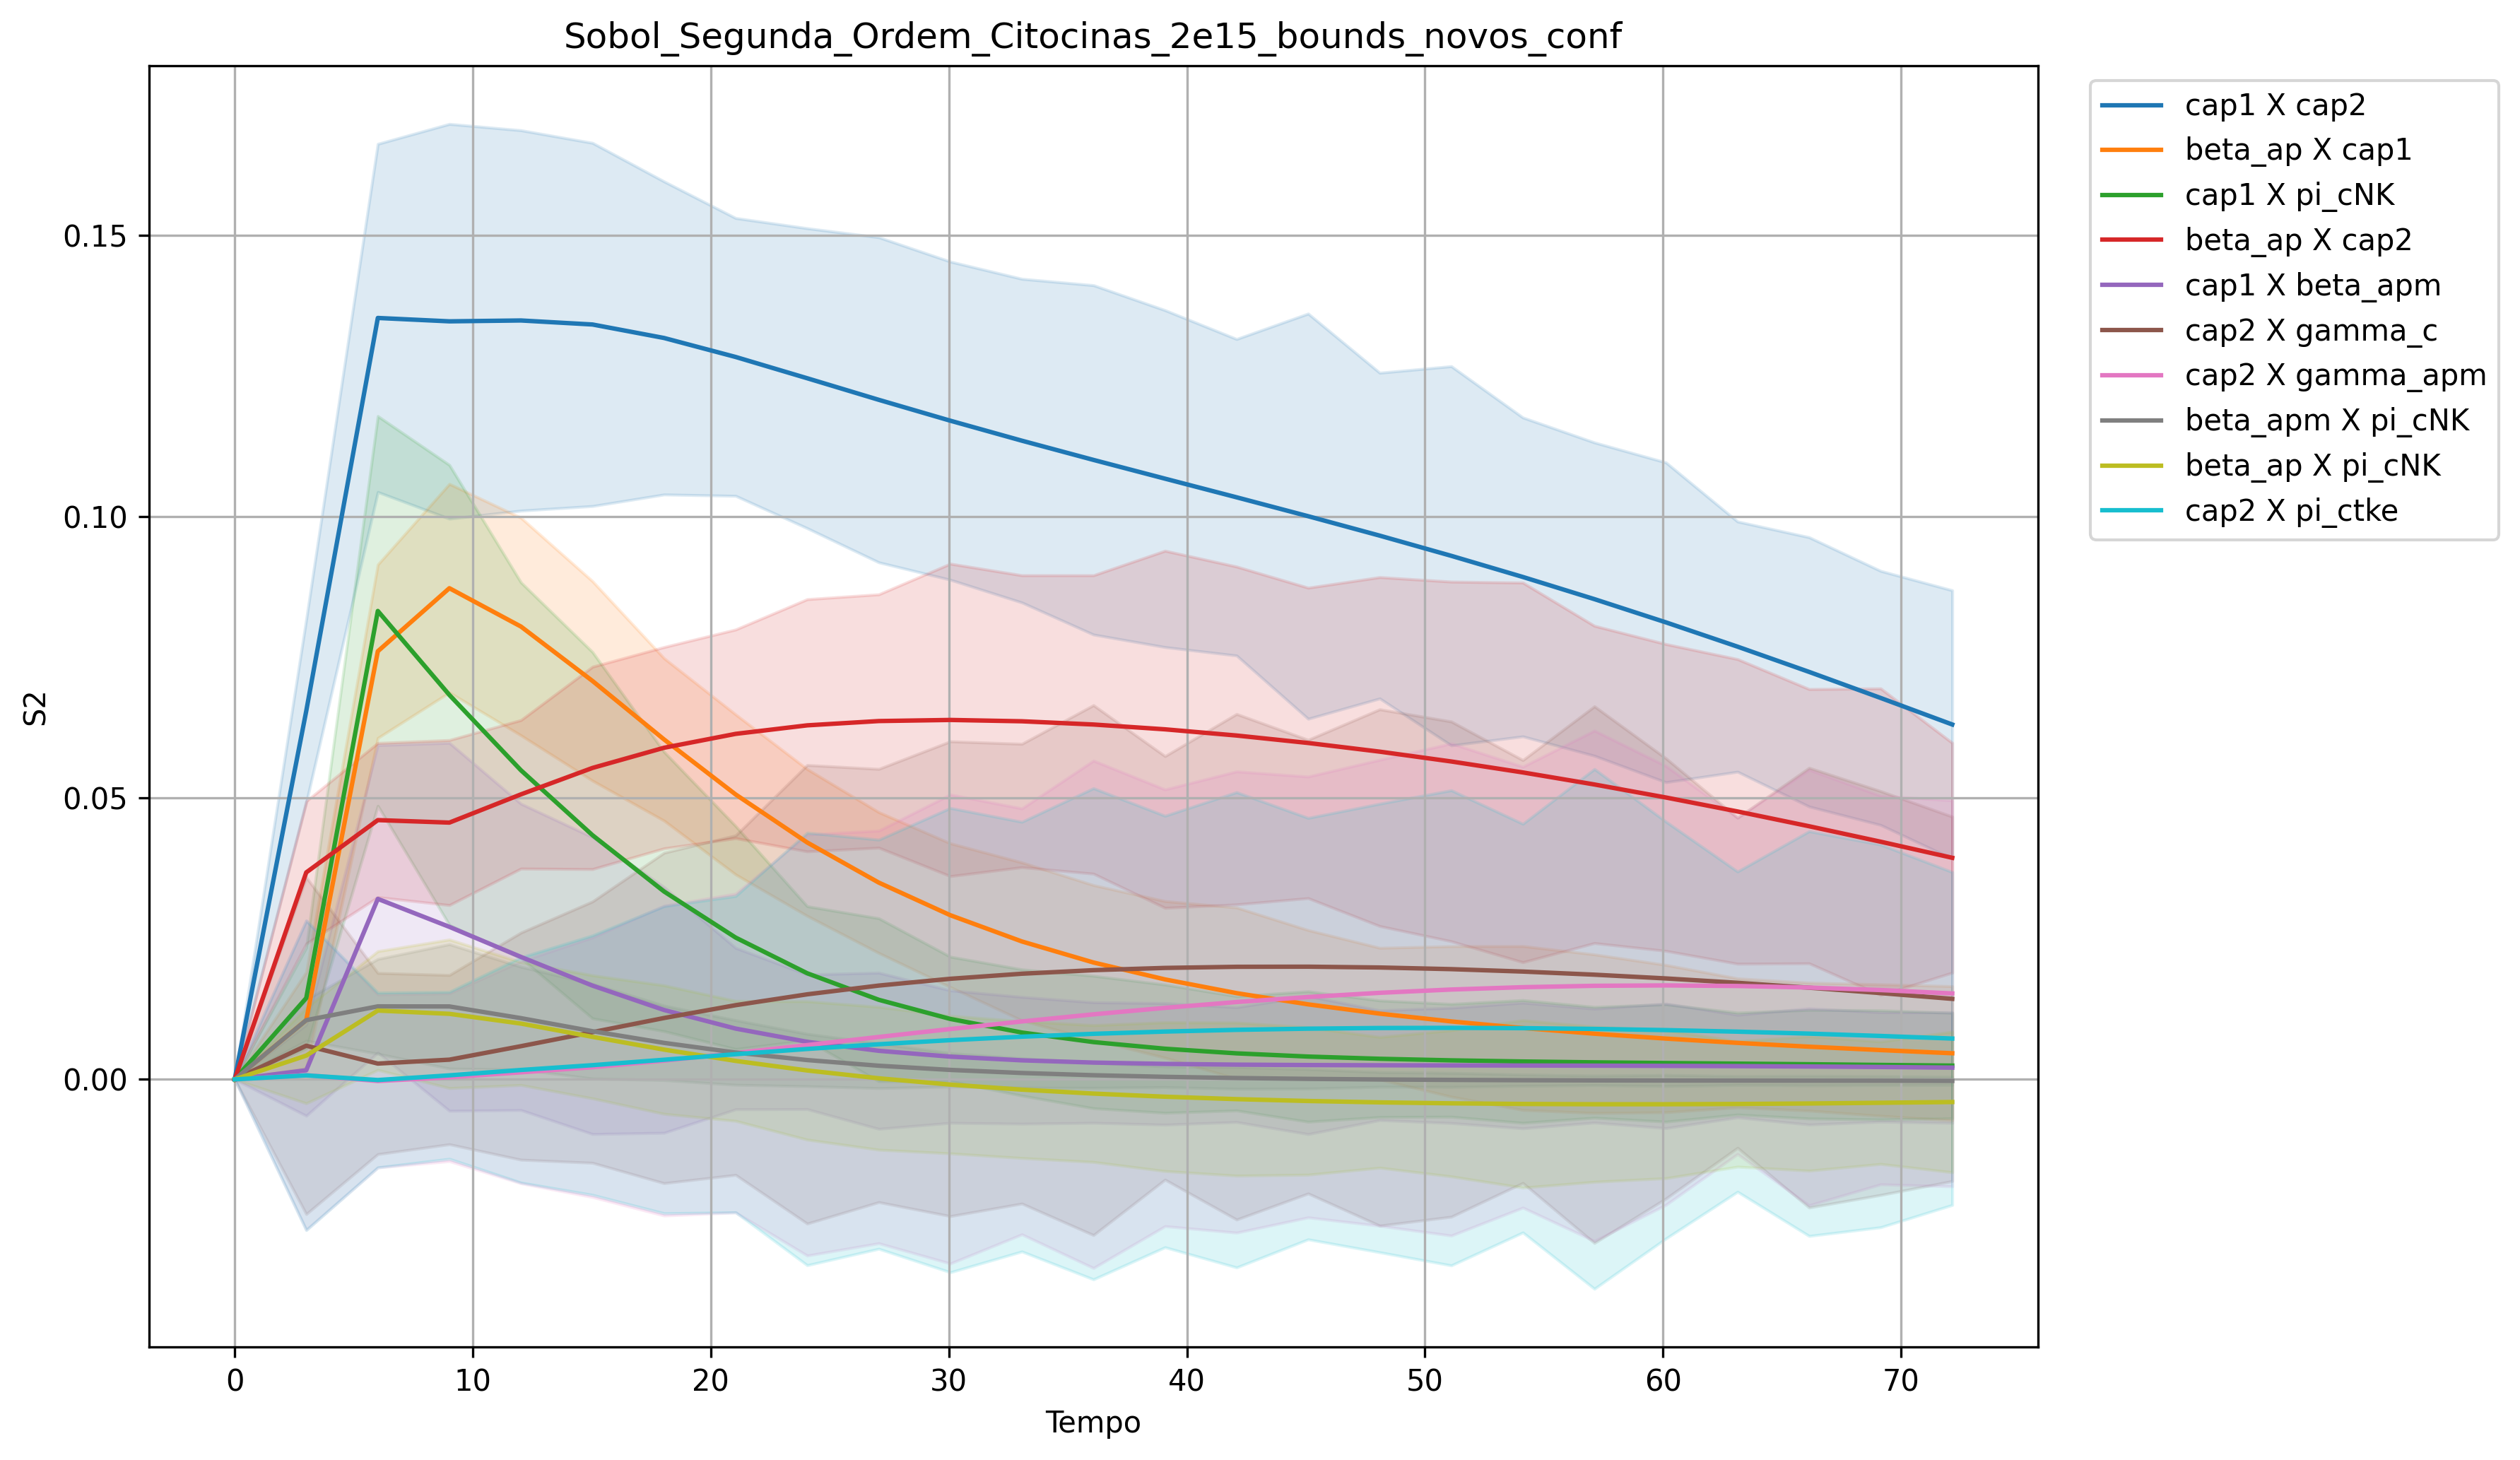 Sobol_Segunda_Ordem_Citocinas_2e15_bounds_novos_conf
S2
0.15
0.10
0.05
0.00
0 10 20 30 40 50 60 70
Tempo
cap1 X cap2
beta_ap X cap1
cap1 X pi_cNK
beta_ap X cap2
cap1 X beta_apm
cap2 X gamma_c
cap2 X gamma_apm
beta_apm X pi_cNK
beta_ap X pi_cNK
cap2 X pi_ctke